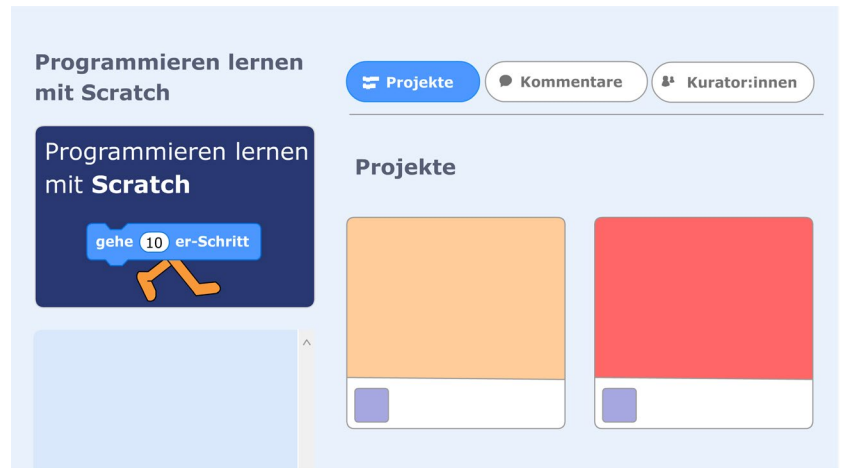 Programmieren lernen
mit Scratch
Programmieren lernen
mit Scratch
gehe 10 er-Schritt
Projekte
Kommentare
Kurator:innen
Projekte